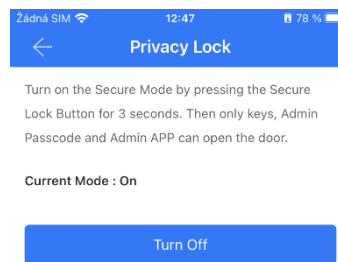 Žádná SIM 12:47 78 %
Privacy Lock
Turn on the Secure Mode by pressing the Secure
Lock Button for 3 seconds. Then only keys, Admin
Passcode and Admin APP can open the door.
Current Mode : On
Turn Off